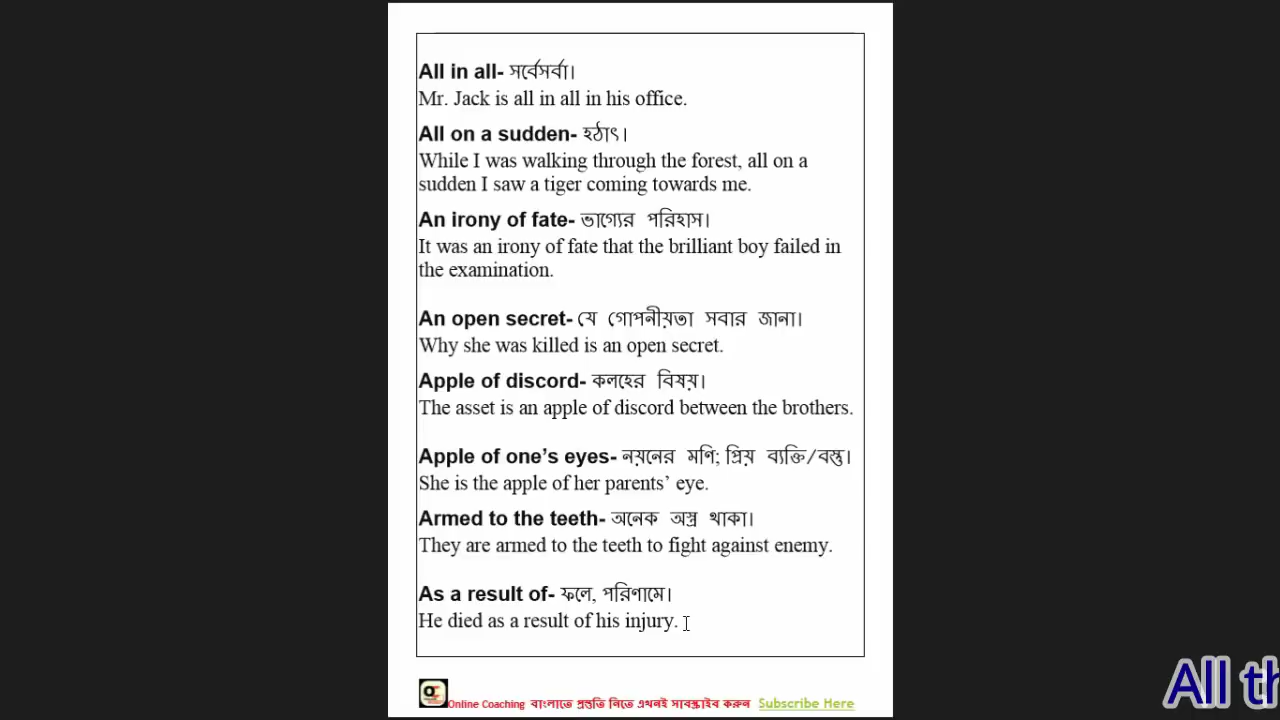 All in all- সর্বেসর্বা।
Mr. Jack is all in all in his office.
All on a sudden- হঠাৎ।
While I was walking through the forest, all on a
sudden I saw a tiger coming towards me.
An irony of fate- ভাগ্যের পরিহাস।
It was an irony of fate that the brilliant boy failed in
the examination.
An open secret- যে গোপনীয়তা সবার জানা।
Why she was killed is an open secret.
Apple of discord- কলহের বিষয়।
The asset is an apple of discord between the brothers.
Apple of one’s eyes- নয়নের মণি; প্রিয় ব্যক্তি/বস্তু।
She is the apple of her parents’ eye.
Armed to the teeth- অনেক অস্ত্র থাকা।
They are armed to the teeth to fight against enemy.
As a result of- ফলে, পরিণামে।
He died as a result of his injury.
Online Coaching বাংলাতে প্রস্তুতি নিতে এখনই সাবস্ক্রাইব করুন Subscribe Here
All th